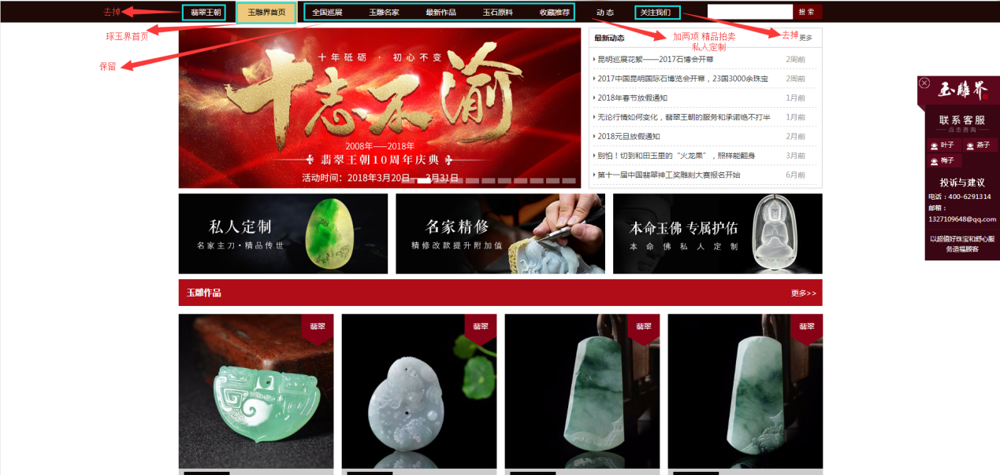 去掉
翡翠王朝 玉雕界首页 全国巡展 玉雕名家 最新作品 玉石原料 收藏推荐 动 态 关注我们 搜 索
琢玉界首页
保留
加两项 精品拍卖
私人定制
去掉
十年砥砺 · 初心不变
十志不渝
2008年——2018年
翡翠王朝10周年庆典
活动时间：2018年3月20日——3月31日
最新动态 更多
昆明巡展花絮——2017石博会开幕 2周前
2017中国昆明国际石博览会开幕，23国3000余珠宝 2周前
2018年春节放假通知 1月前
无论行情如何变化，翡翠王朝的服务和承诺绝不打半 1月前
2018元旦放假通知 2月前
别怕！切到和田玉里的“火龙果”，照样能翻身 3月前
第十一届中国翡翠神工奖雕刻大赛报名开始 6月前
玉雕界
联系客服
点击咨询
叶子 燕子
梅子
投诉与建议
电话：400-6291314
邮箱：
1327109648@qq.com
以超值好珠宝和舒心服
务造福顾客
私人定制
名家主刀·精品传世
名家精修
精修改款提升附加值
本命玉佛 专属护佑
本命佛私人定制
玉雕作品 更多>>
翡翠 翡翠 翡翠 翡翠